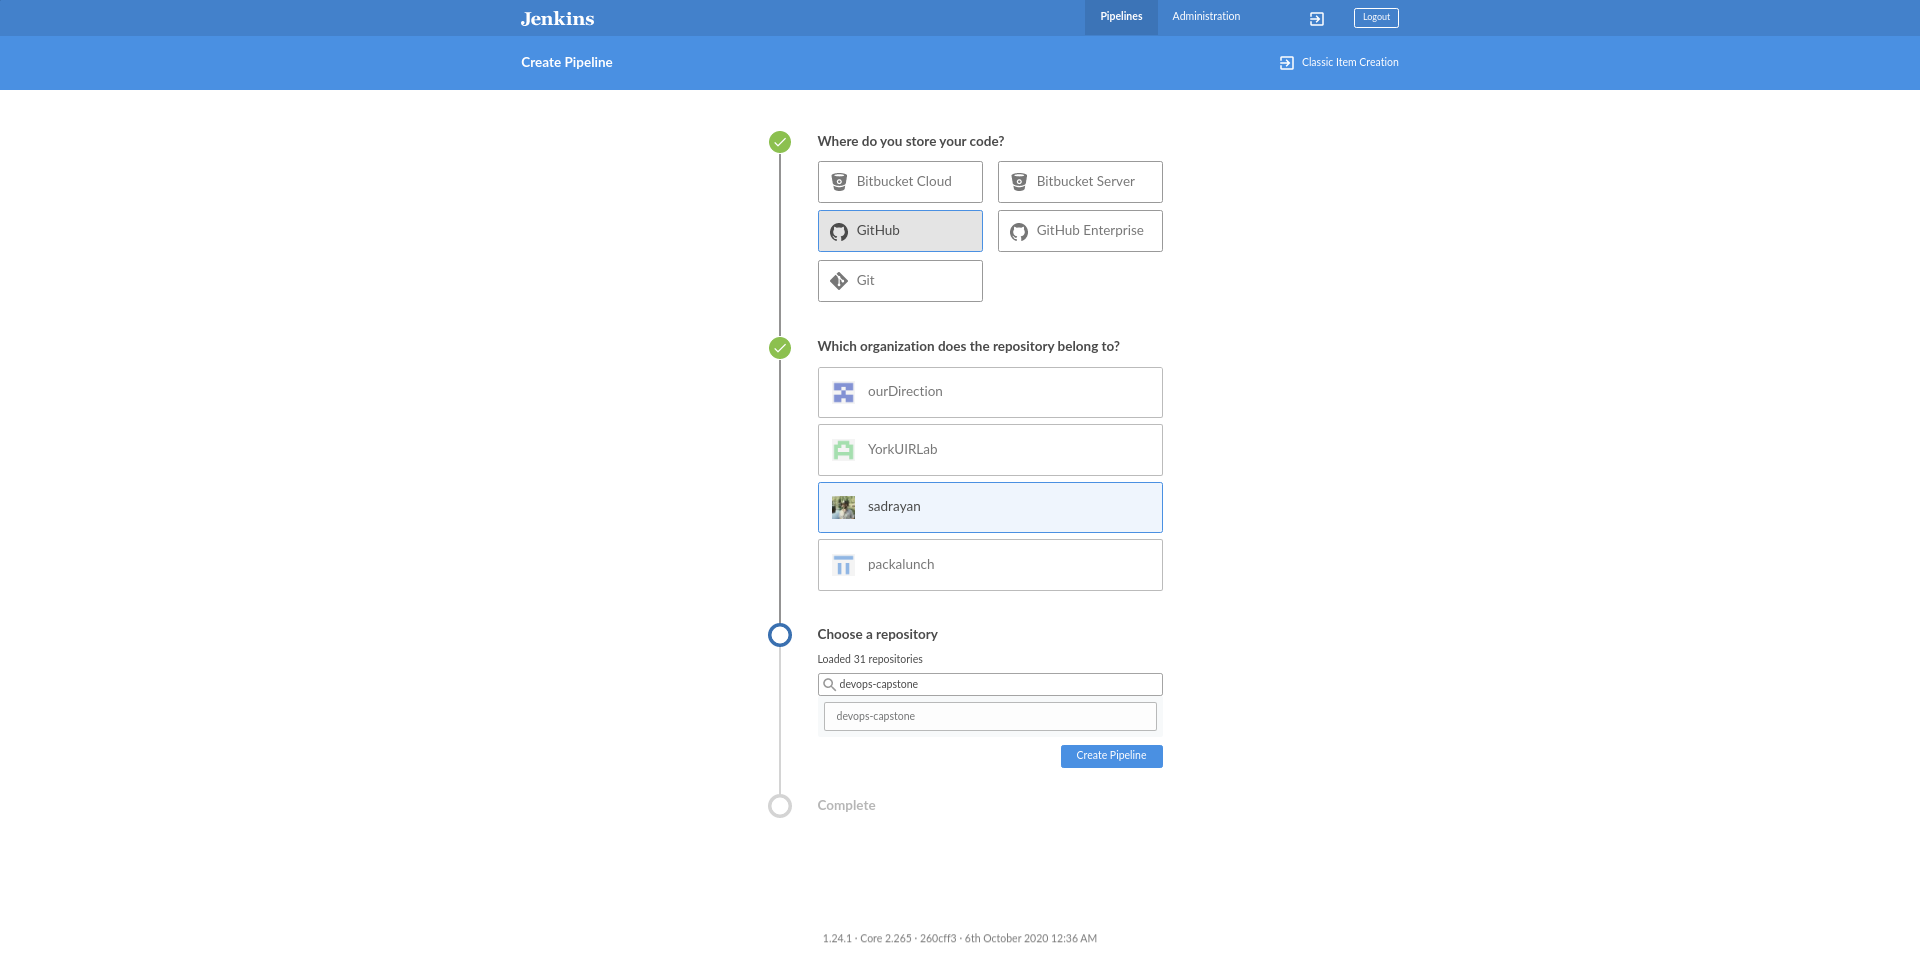 Jenkins
Pipelines
Administration
Logout
Create Pipeline
Classic Item Creation
Where do you store your code?
Bitbucket Cloud
Bitbucket Server
GitHub
GitHub Enterprise
Git
Which organization does the repository belong to?
ourDirection
YorkUIRLab
sadrayan
packalunch
Choose a repository
Loaded 31 repositories
devops-capstone
devops-capstone
Create Pipeline
Complete
1.24.1 · Core 2.265 · 260cff3 · 6th October 2020 12:36 AM